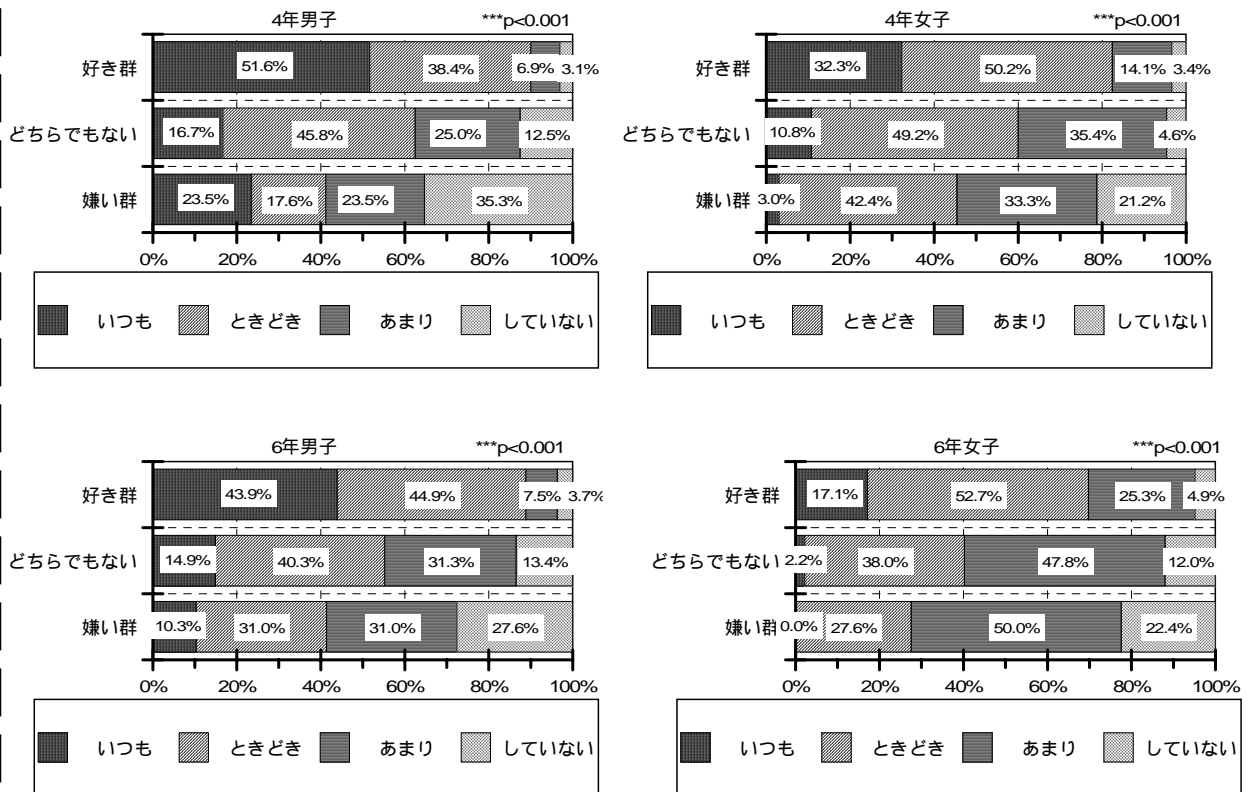 4年男子 ***p<0.001
好き群 51.6% 38.4% 6.9% 3.1%
どちらでもない 16.7% 45.8% 25.0% 12.5%
嫌い群 23.5% 17.6% 23.5% 35.3%
0% 20% 40% 60% 80% 100%
いつも ときどき あまり していない
4年女子 ***p<0.001
好き群 32.3% 50.2% 14.1% 3.4%
どちらでもない 10.8% 49.2% 35.4% 4.6%
嫌い群 3.0% 42.4% 33.3% 21.2%
0% 20% 40% 60% 80% 100%
いつも ときどき あまり していない
6年男子 ***p<0.001
好き群 43.9% 44.9% 7.5% 3.7%
どちらでもない 14.9% 40.3% 31.3% 13.4%
嫌い群 10.3% 31.0% 31.0% 27.6%
0% 20% 40% 60% 80% 100%
いつも ときどき あまり していない
6年女子 ***p<0.001
好き群 17.1% 52.7% 25.3% 4.9%
どちらでもない 2.2% 38.0% 47.8% 12.0%
嫌い群 0.0% 27.6% 50.0% 22.4%
0% 20% 40% 60% 80% 100%
いつも ときどき あまり していない